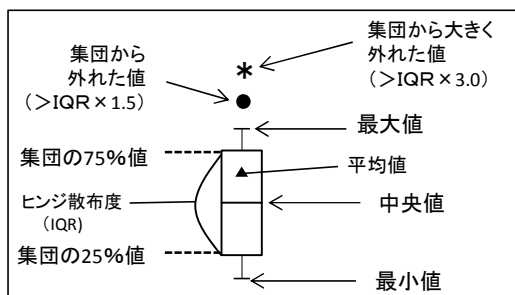 集団から
外れた値
（＞IQR×1.5）
集団から大きく
外れた値
（＞IQR×3.0）
最大値
集団の75%値
平均値
ヒンジ散布度
（IQR)
中央値
集団の25%値
最小値